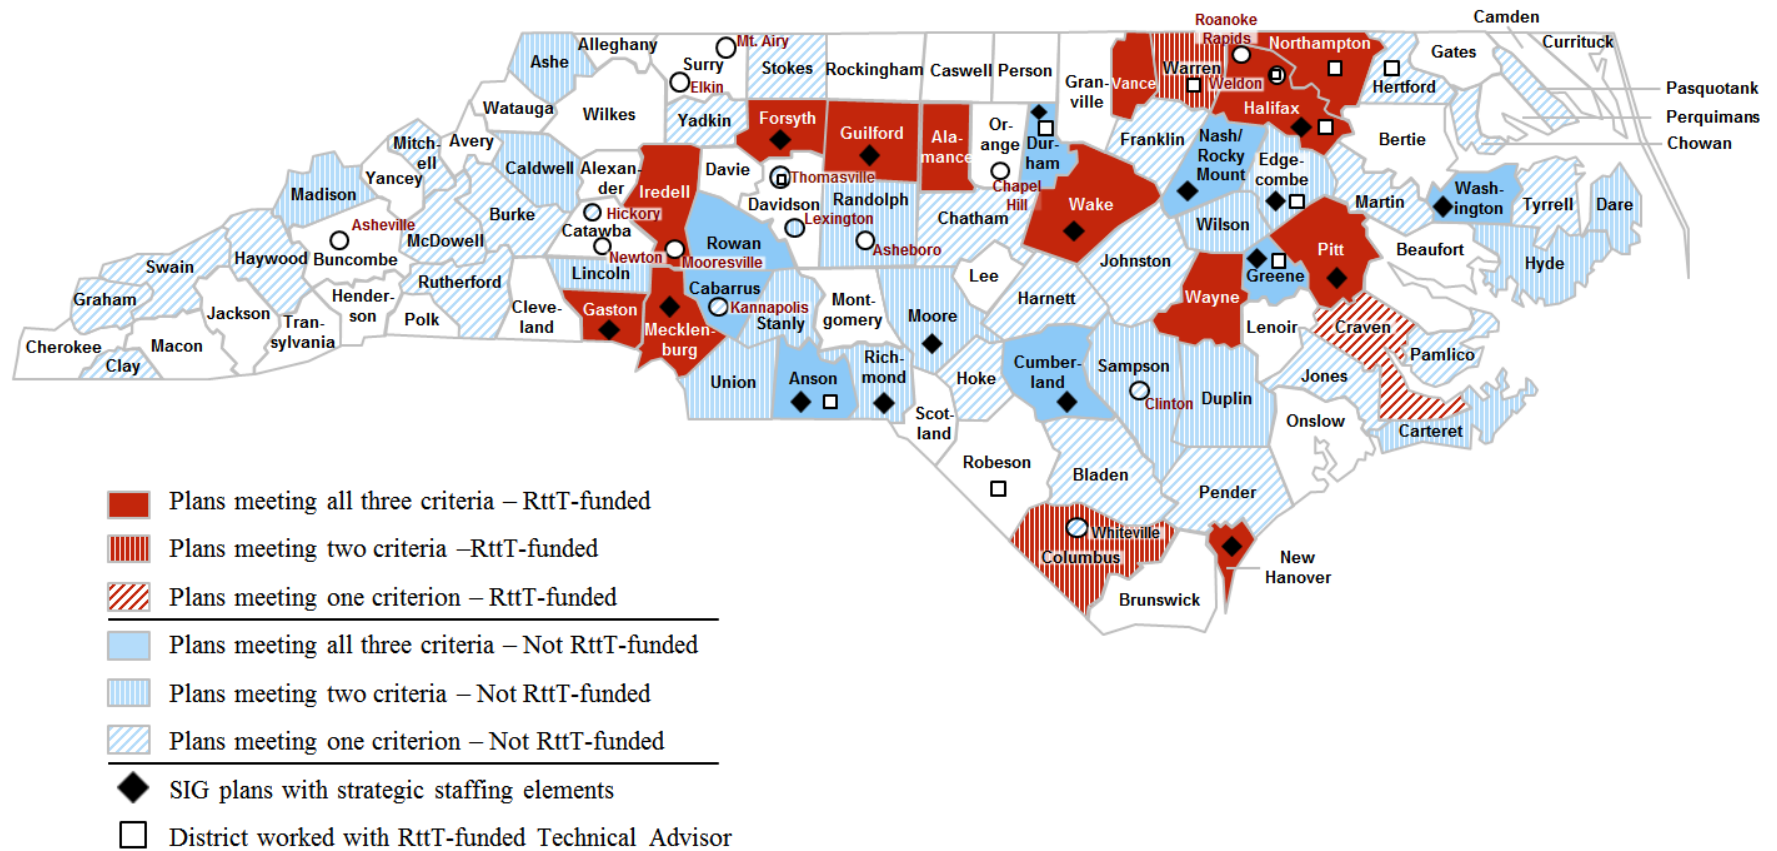 Camden
Roanoke
Rapids
Currituck
Alleghany
Mt. Airy
Northampton
Gates
Ashe
Surry
Stokes
Rockingham
Caswell
Person
Gran-
ville
Vance
Warren
Weldon
Hertford
Pasquotank
Elkin
Watauga
Wilkes
Yadkin
Forsyth
Guilford
Ala-
mance
Or-
ange
Dur-
ham
Franklin
Nash/
Rocky
Mount
Halifax
Bertie
Perquimans
Chowan
Mitch-
ell
Avery
Yancey
Caldwell
Alexan-
der
Iredell
Davie
Thomasville
Davidson
Lexington
Randolph
Asheboro
Chapel
Hill
Chatham
Wake
Edge-
combe
Martin
Wash-
ington
Tyrrell
Dare
Madison
Asheville
Buncombe
McDowell
Burke
Hickory
Catawba
Newton
Mooresville
Rowan
Wilson
Pitt
Beaufort
Hyde
Swain
Haywood
Rutherford
Lincoln
Cabarrus
Kannapolis
Stanly
Mont-
gomery
Lee
Harnett
Johnston
Greene
Wayne
Lenoir
Craven
Pamlico
Graham
Jackson
Hender-
son
Tran-
sylvania
Polk
Cleve-
land
Gaston
Mecklen-
burg
Moore
Cherokee
Macon
Clay
Union
Anson
Rich-
mond
Hoke
Cumber-
land
Sampson
Clinton
Duplin
Jones
Onslow
Carteret
Scot-
land
Robeson
Bladen
Pender
Whiteville
Columbus
Brunswick
New
Hanover
Plans meeting all three criteria – RttT-funded
Plans meeting two criteria –RttT-funded
Plans meeting one criterion – RttT-funded
Plans meeting all three criteria – Not RttT-funded
Plans meeting two criteria – Not RttT-funded
Plans meeting one criterion – Not RttT-funded
SIG plans with strategic staffing elements
District worked with RttT-funded Technical Advisor